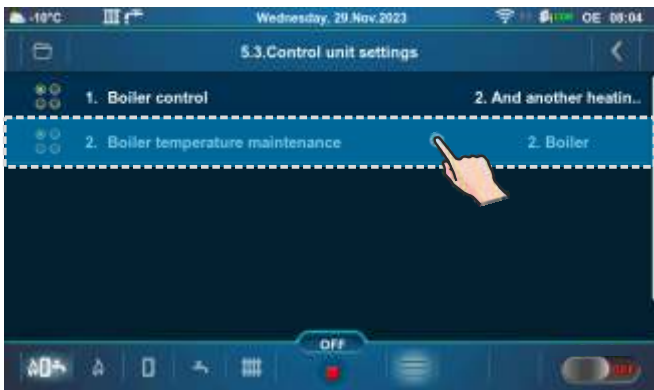 -10°C Wednesday, 29.Nov.2023 OE 08:04
5.3.Control unit settings
1. Boiler control 2. And another heatin..
2. Boiler temperature maintenance 2. Boiler
OFF
OFF